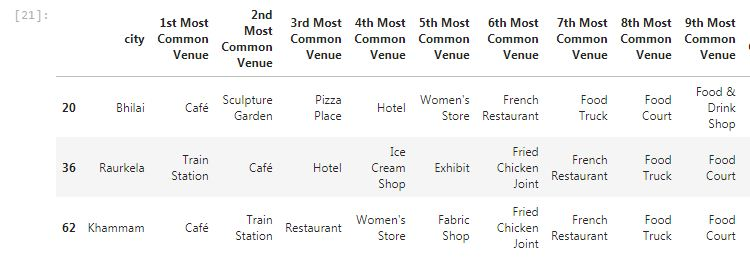 [21]:
city 1st Most Common Venue 2nd Most Common Venue 3rd Most Common Venue 4th Most Common Venue 5th Most Common Venue 6th Most Common Venue 7th Most Common Venue 8th Most Common Venue 9th Most Common Venue
20 Bhilai Café Sculpture Garden Pizza Place Hotel Women's Store French Restaurant Food Truck Food Court Food & Drink Shop
36 Raurkela Train Station Café Hotel Ice Cream Shop Exhibit Fried Chicken Joint French Restaurant Food Truck Food Court
62 Khammam Café Train Station Restaurant Women's Store Fabric Shop Fried Chicken Joint French Restaurant Food Truck Food Court